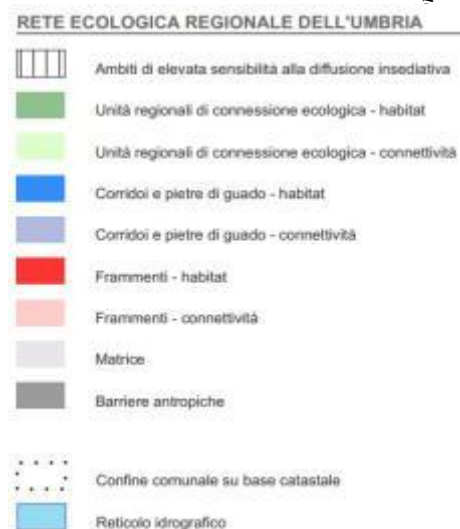 RETE ECOLOGICA REGIONALE DELL'UMBRIA
Ambiti di elevata sensibilità alla diffusione insediativa
Unità regionali di connessione ecologica - habitat
Unità regionali di connessione ecologica - connettività
Corridoi e pietre di guado - habitat
Corridoi e pietre di guado - connettività
Frammenti - habitat
Frammenti - connettività
Matrice
Barriere antropiche
Confine comunale su base catastale
Reticolo idrografico